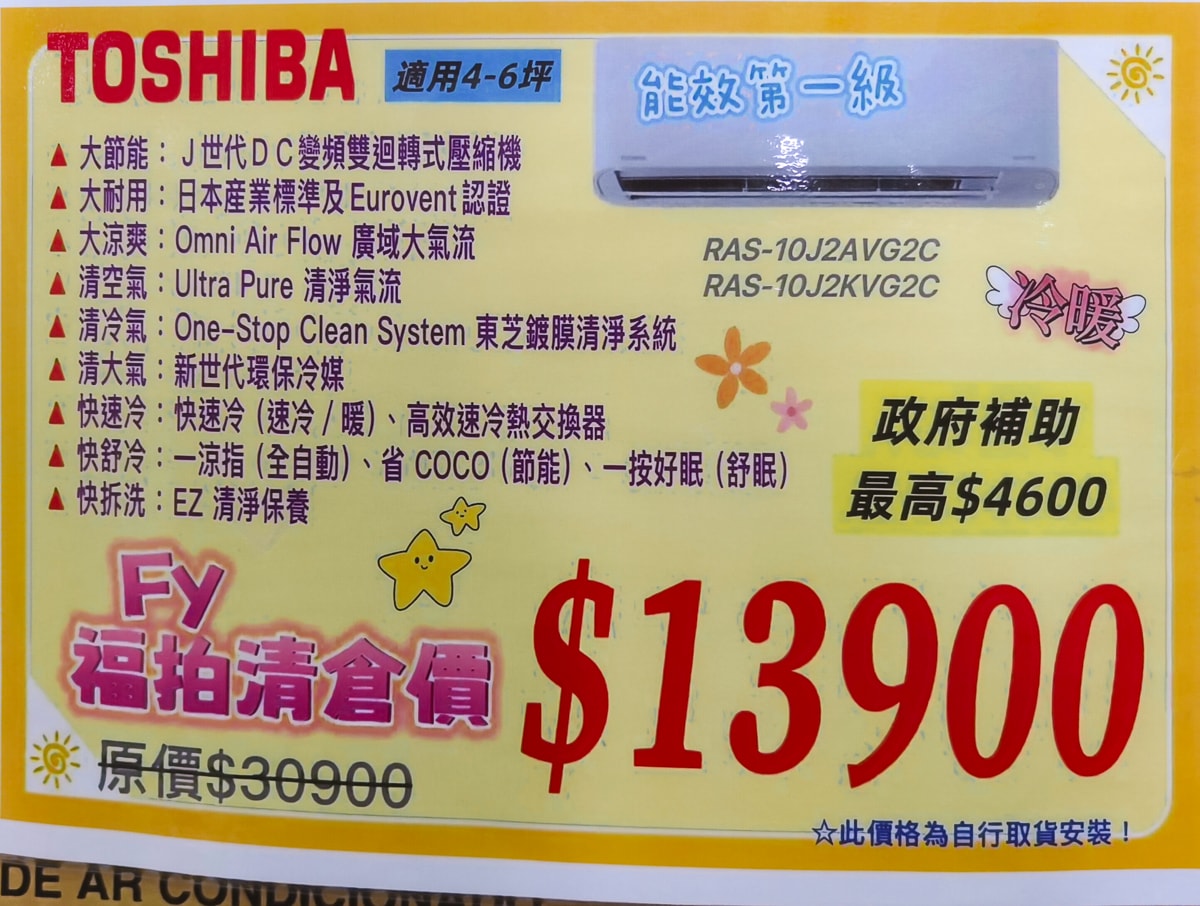 TOSHIBA
適用4-6坪
能效第一級
▲ 大節能：J世代DC變頻雙迴轉式壓縮機
▲ 大耐用：日本産業標準及Eurovent認證
▲ 大涼爽：Omni Air Flow 廣域大氣流
▲ 清空氣：Ultra Pure 清淨氣流
▲ 清冷氣：One-Stop Clean System 東芝鍍膜清淨系統
▲ 清大氣：新世代環保冷媒
▲ 快速冷：快速冷（速冷/暖）、高效速冷熱交換器
▲ 快舒冷：一涼指（全自動）、省 COCO（節能）、一按好眠（舒眠）
▲ 快拆洗：EZ 清淨保養
RAS-10J2AVG2C
RAS-10J2KVG2C
冷暖
政府補助
最高$4600
Fy
福拍清倉價
$13900
原價$30900
☆此價格為自行取貨安裝！
DE AR CONDICIONADO